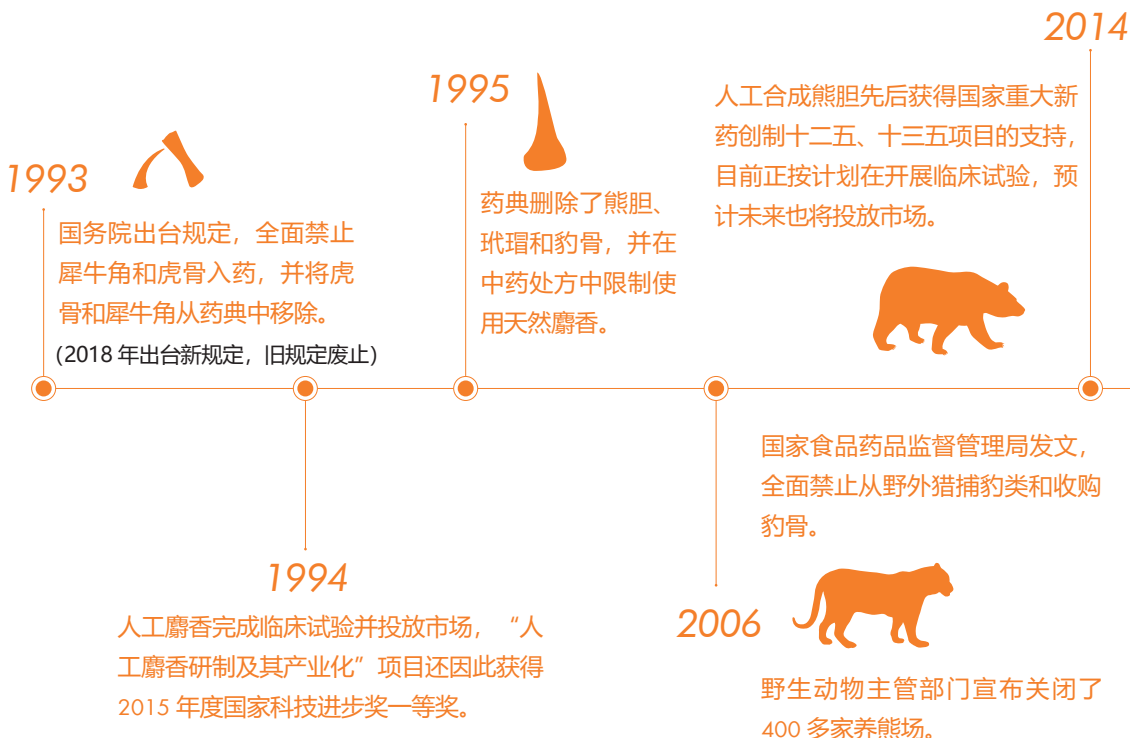 1993
国务院出台规定，全面禁止
犀牛角和虎骨入药，并将虎
骨和犀牛角从药典中移除。
（2018 年出台新规定，旧规定废止）
1994
人工麝香完成临床试验并投放市场，“人
工麝香研制及其产业化”项目还因此获得
2015 年度国家科技进步奖一等奖。
1995
药典删除了熊胆、
玳瑁和豹骨，并在
中药处方中限制使
用天然麝香。
2006
国家食品药品监督管理局发文，
全面禁止从野外猎捕豹类和收购
豹骨。
野生动物主管部门宣布关闭了
400 多家养熊场。
2014
人工合成熊胆先后获得国家重大新
药创制十二五、十三五项目的支持，
目前正按计划在开展临床试验，预
计未来也将投放市场。